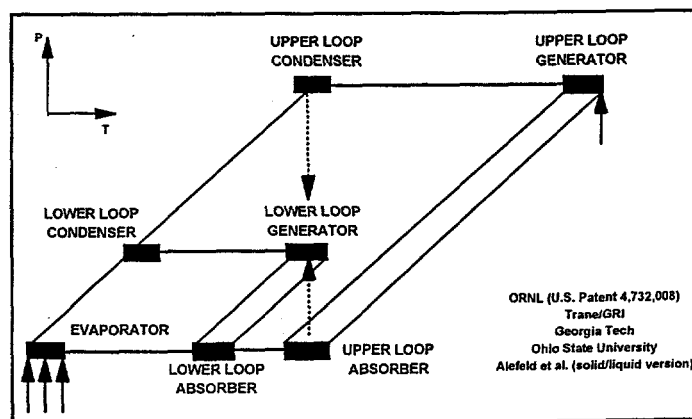 P
T
UPPER LOOP
CONDENSER
UPPER LOOP
GENERATOR
LOWER LOOP
CONDENSER
LOWER LOOP
GENERATOR
EVAPORATOR
LOWER LOOP
ABSORBER
UPPER LOOP
ABSORBER
ORNL (U.S. Patent 4,732,008)
Trane/GRI
Georgia Tech
Ohio State University
Alefeld et al. (solid/liquid version)